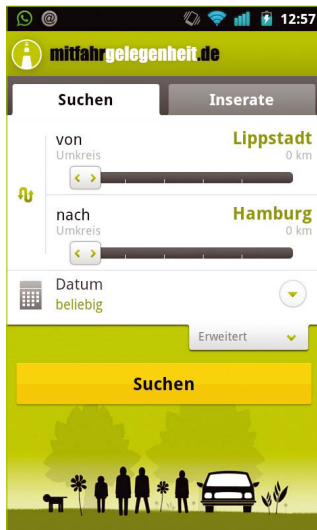 12:57
mitfahrgelegenheit.de
Suchen Inserate
von Lippstadt
Umkreis 0 km
nach Hamburg
Umkreis 0 km
Datum
beliebig
Erweitert
Suchen